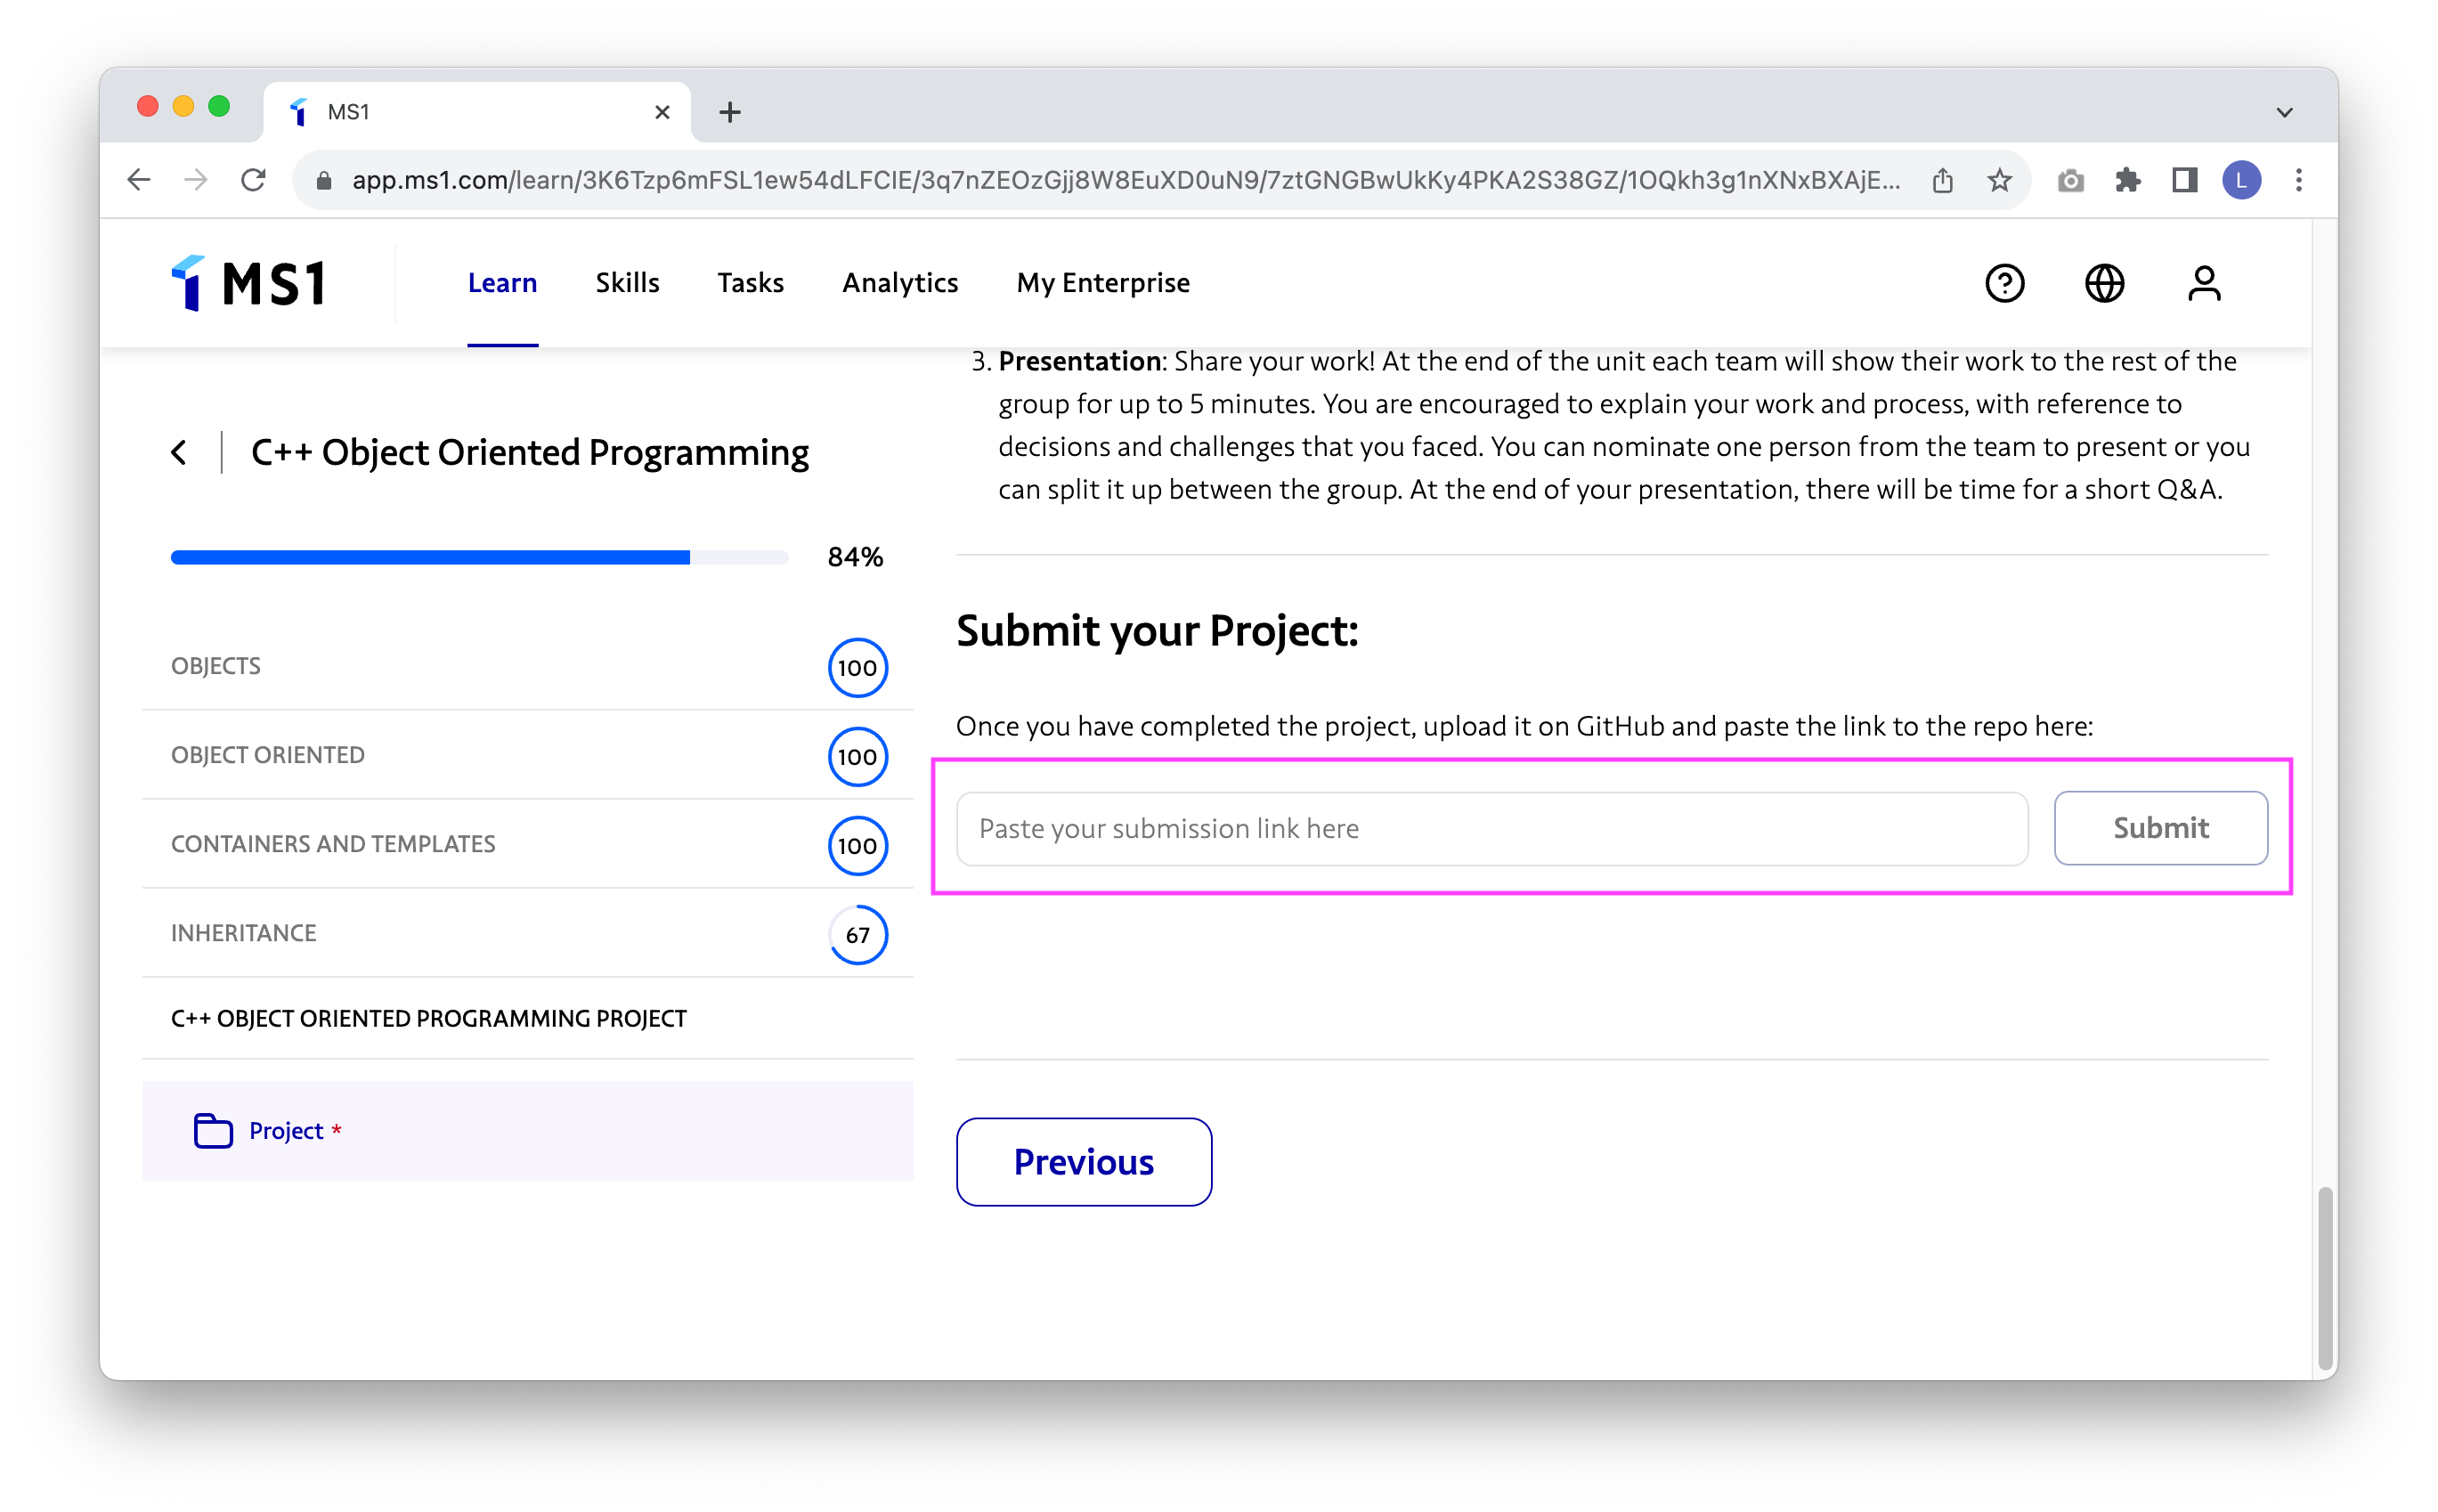 MS1
app.ms1.com/learn/3K6Tzp6mFSL1ew54dLFCIE/3q7nZEOzGjj8W8EuXD0uN9/7ztGNGBwUkKy4PKA2S38GZ/1OQkh3g1nXNxBXAjE...
L
MS1
Learn
Skills
Tasks
Analytics
My Enterprise
C++ Object Oriented Programming
84%
OBJECTS
100
OBJECT ORIENTED
100
CONTAINERS AND TEMPLATES
100
INHERITANCE
67
C++ OBJECT ORIENTED PROGRAMMING PROJECT
Project *
3. Presentation: Share your work! At the end of the unit each team will show their work to the rest of the
group for up to 5 minutes. You are encouraged to explain your work and process, with reference to
decisions and challenges that you faced. You can nominate one person from the team to present or you
can split it up between the group. At the end of your presentation, there will be time for a short Q&A.
Submit your Project:
Once you have completed the project, upload it on GitHub and paste the link to the repo here:
Paste your submission link here
Submit
Previous